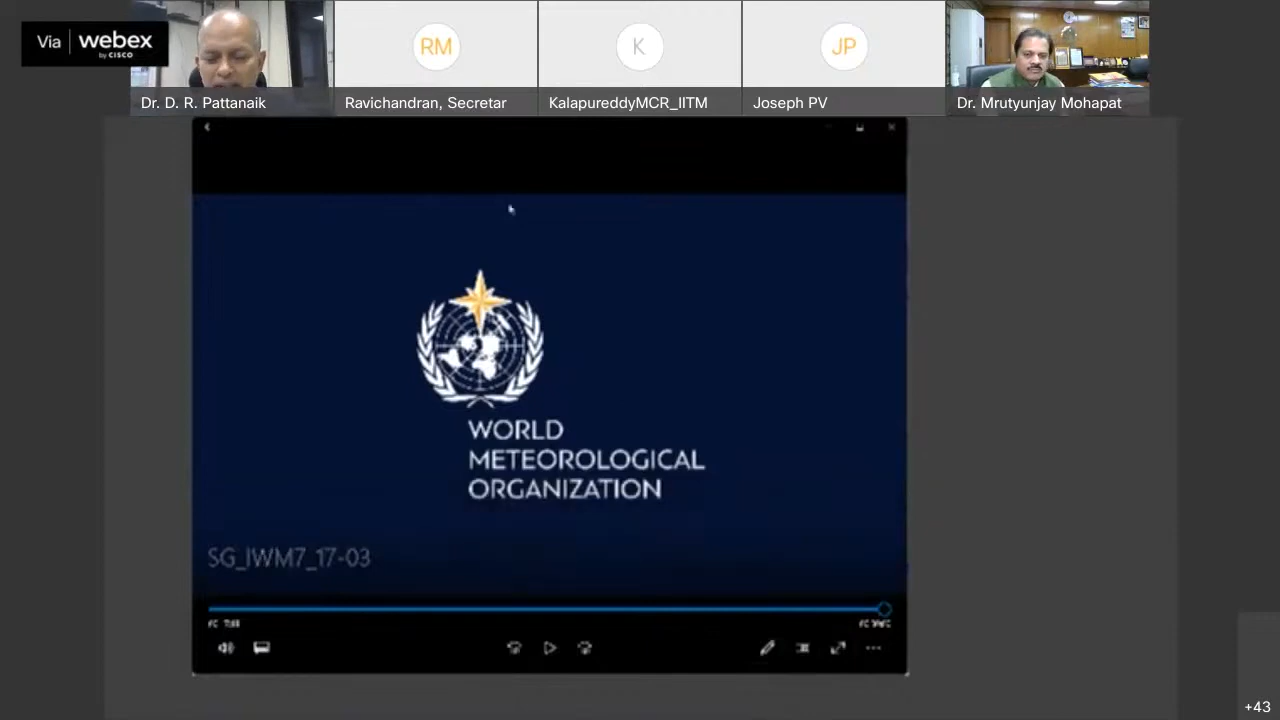 Via webex
by CISCO
RM
K
JP
Dr. D. R. Pattanaik
Ravichandran, Secretar
KalapureddyMCR_IITM
Joseph PV
Dr. Mrutyunjay Mohapat
WORLD
METEOROLOGICAL
ORGANIZATION
SG_IWM7_17-03
+43